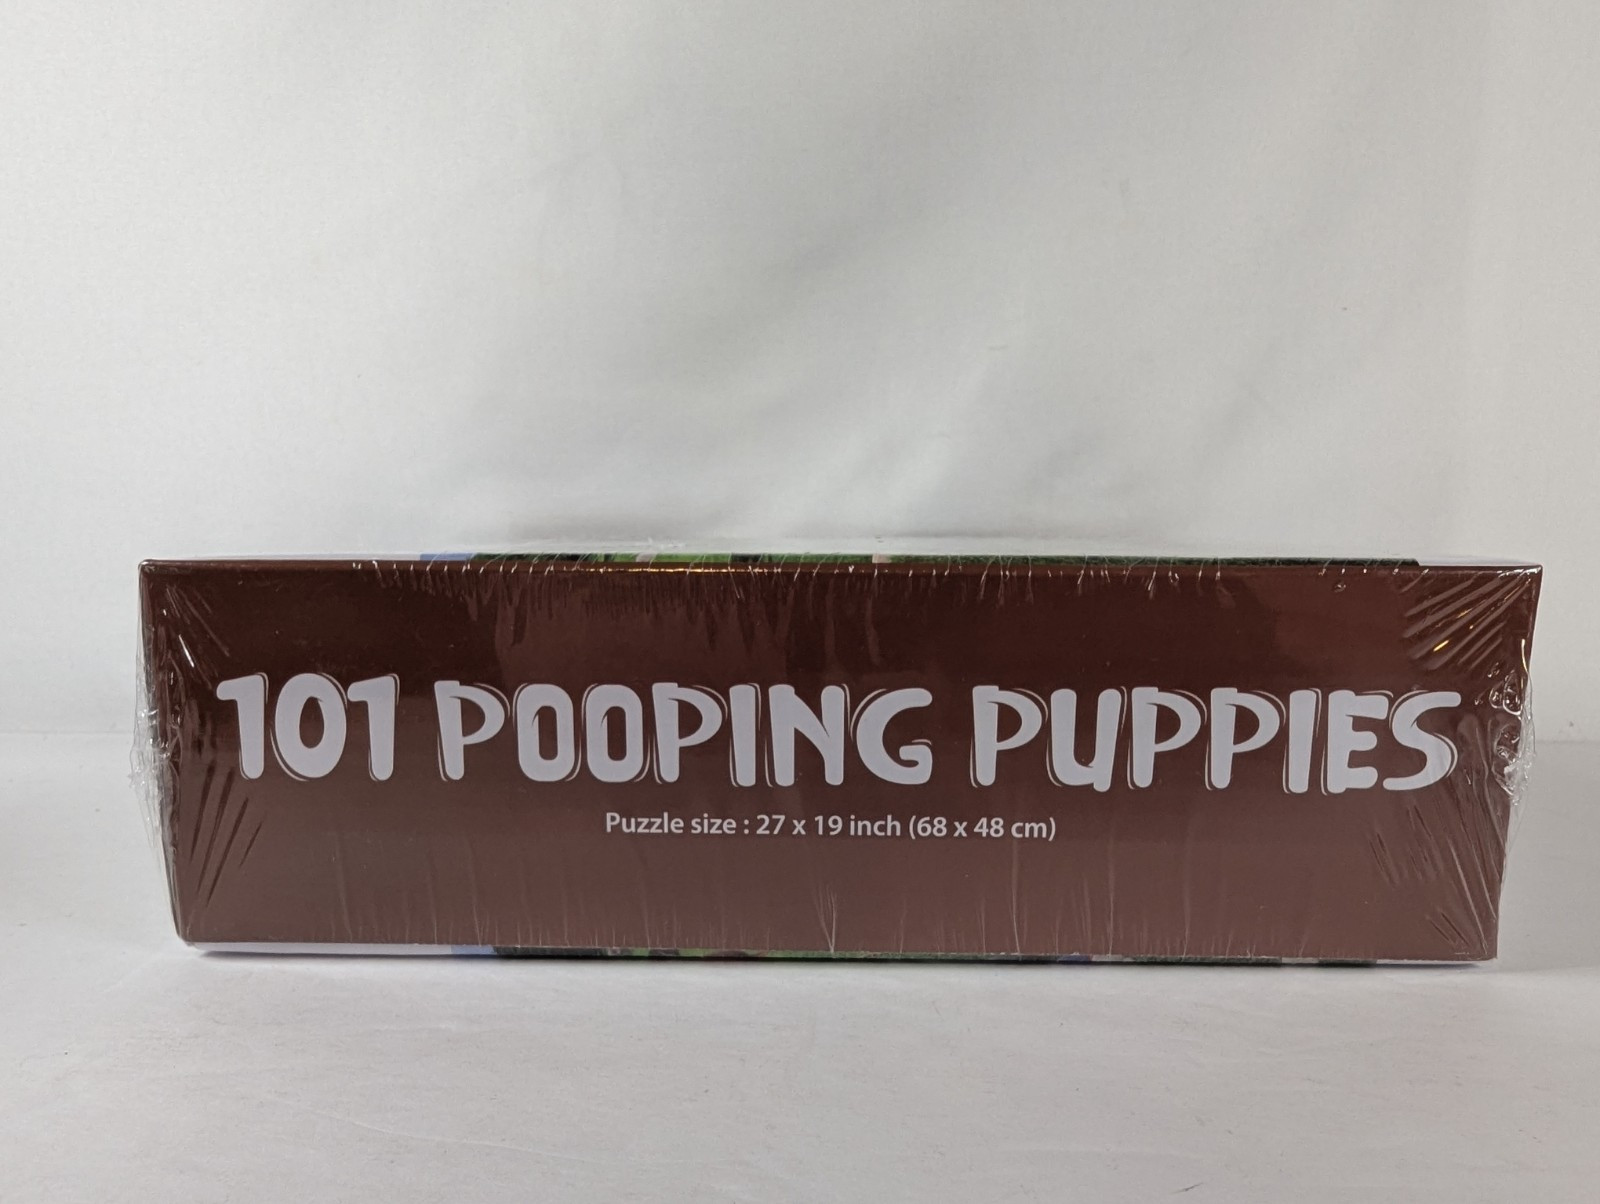 101 POOPING PUPPIES
Puzzle size : 27 x 19 inch (68 x 48 cm)